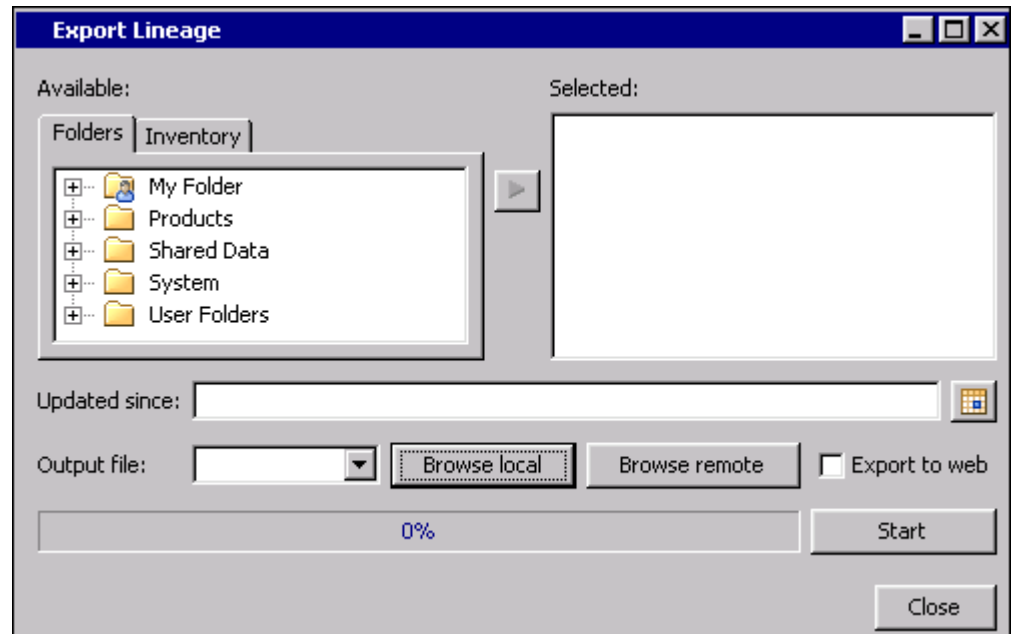 Export Lineage
Available:
Selected:
Folders
Inventory
My Folder
Products
Shared Data
System
User Folders
Updated since:
Output file:
Browse local
Browse remote
Export to web
0%
Start
Close